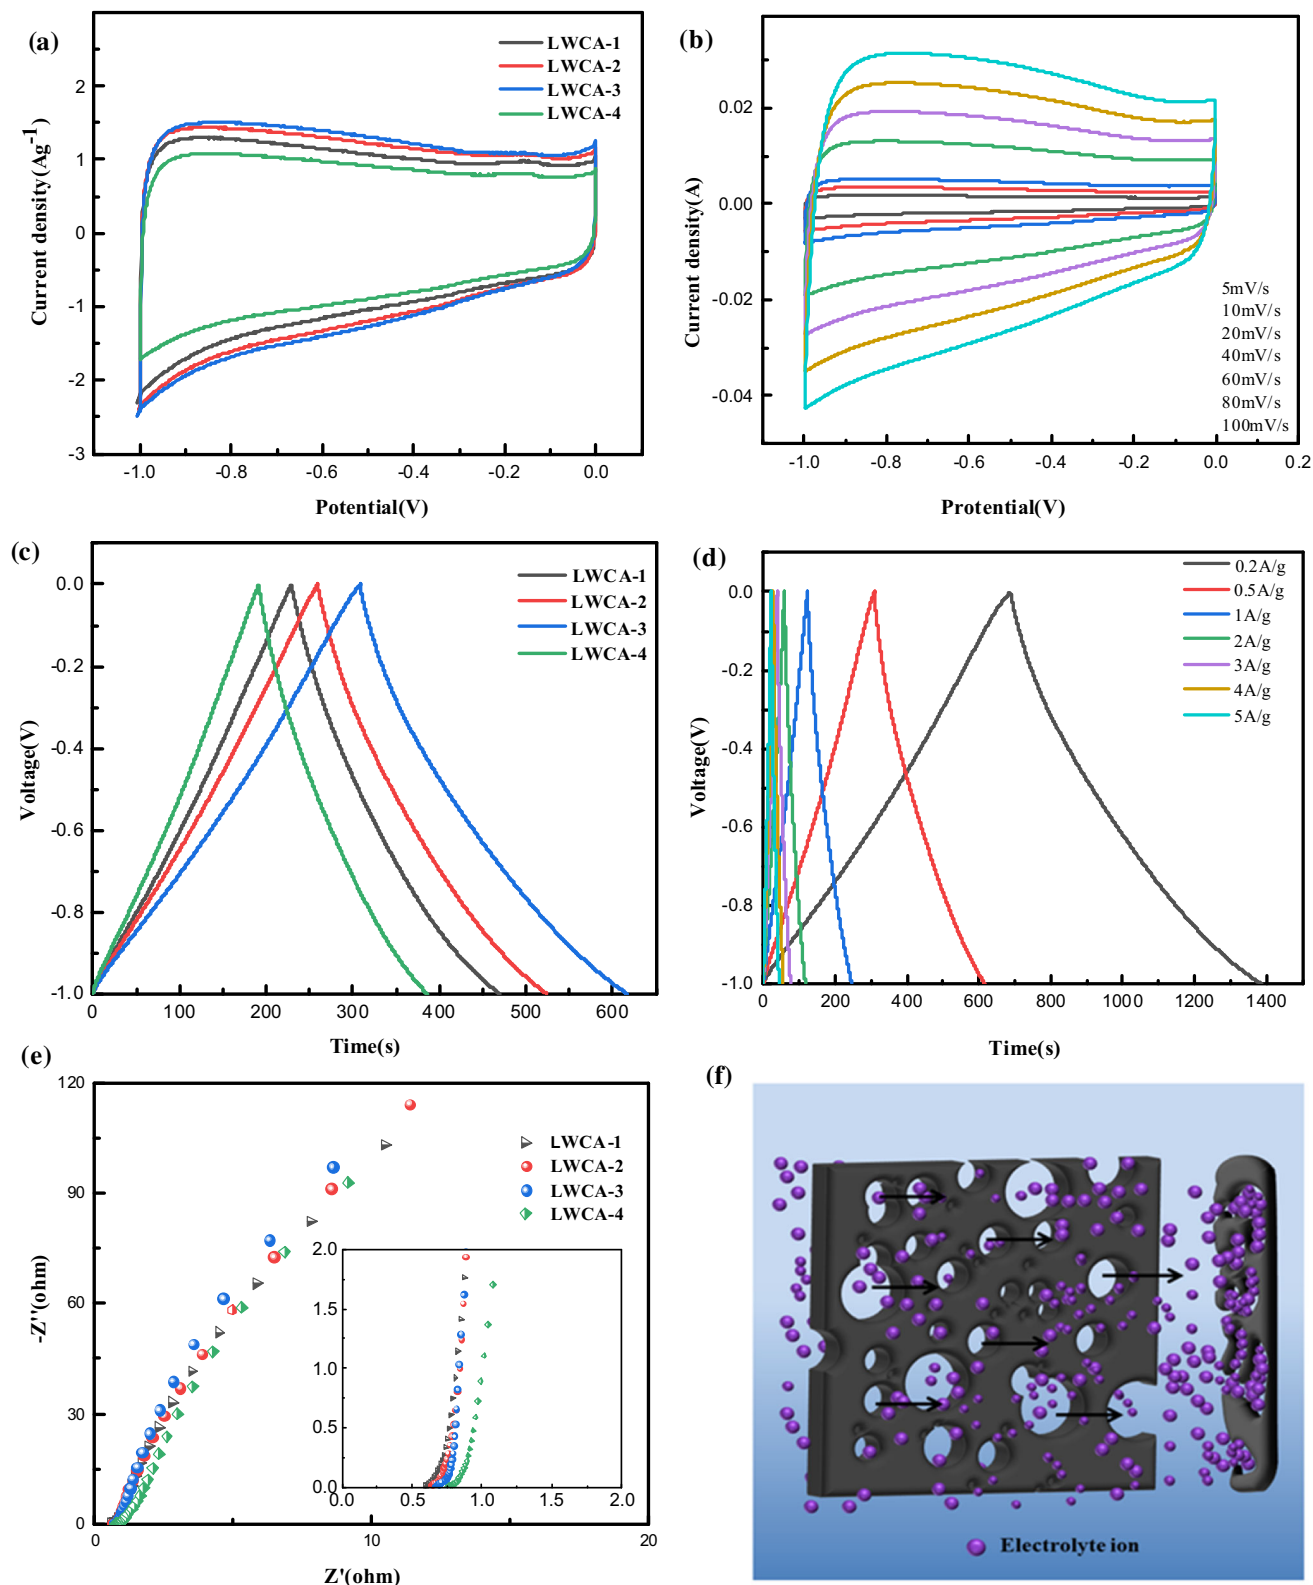 (a)
LWCA-1
LWCA-2
LWCA-3
LWCA-4
2
1
0
-1
-2
-3
Current density(Ag-1)
-1.0 -0.8 -0.6 -0.4 -0.2 0.0
Potential(V)
(b)
0.02
0.00
-0.02
-0.04
Current density(A)
5mV/s
10mV/s
20mV/s
40mV/s
60mV/s
80mV/s
100mV/s
-1.0 -0.8 -0.6 -0.4 -0.2 0.0 0.2
Protential(V)
(c)
LWCA-1
LWCA-2
LWCA-3
LWCA-4
0.0
-0.2
-0.4
-0.6
-0.8
-1.0
Voltage(V)
0 100 200 300 400 500 600
Time(s)
(d)
0.2A/g
0.5A/g
1A/g
2A/g
3A/g
4A/g
5A/g
0.0
-0.2
-0.4
-0.6
-0.8
-1.0
Voltage(V)
0 200 400 600 800 1000 1200 1400
Time(s)
(e)
120
90
60
30
0
-Z''(ohm)
LWCA-1
LWCA-2
LWCA-3
LWCA-4
2.0
1.5
1.0
0.5
0.0
0.0 0.5 1.0 1.5 2.0
0 10 20
Z'(ohm)
(f)
Electrolyte ion